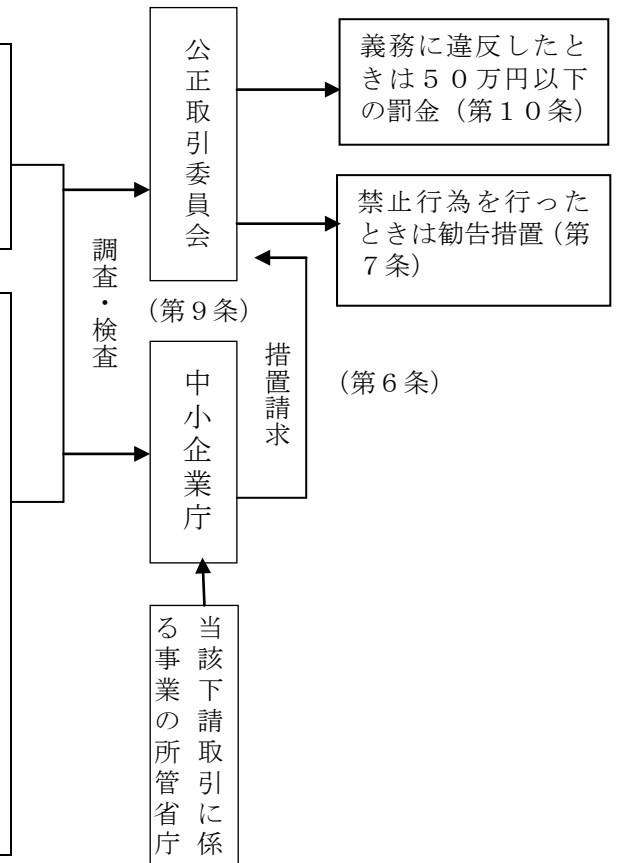 公正取引委員会
義務に違反したと
きは５０万円以下
の罰金（第１０条）
禁止行為を行った
ときは勧告措置（第
７条）
調査・検査
（第９条）
措置請求
（第６条）
中小企業庁
当該下請取引に係
る事業の所管省庁